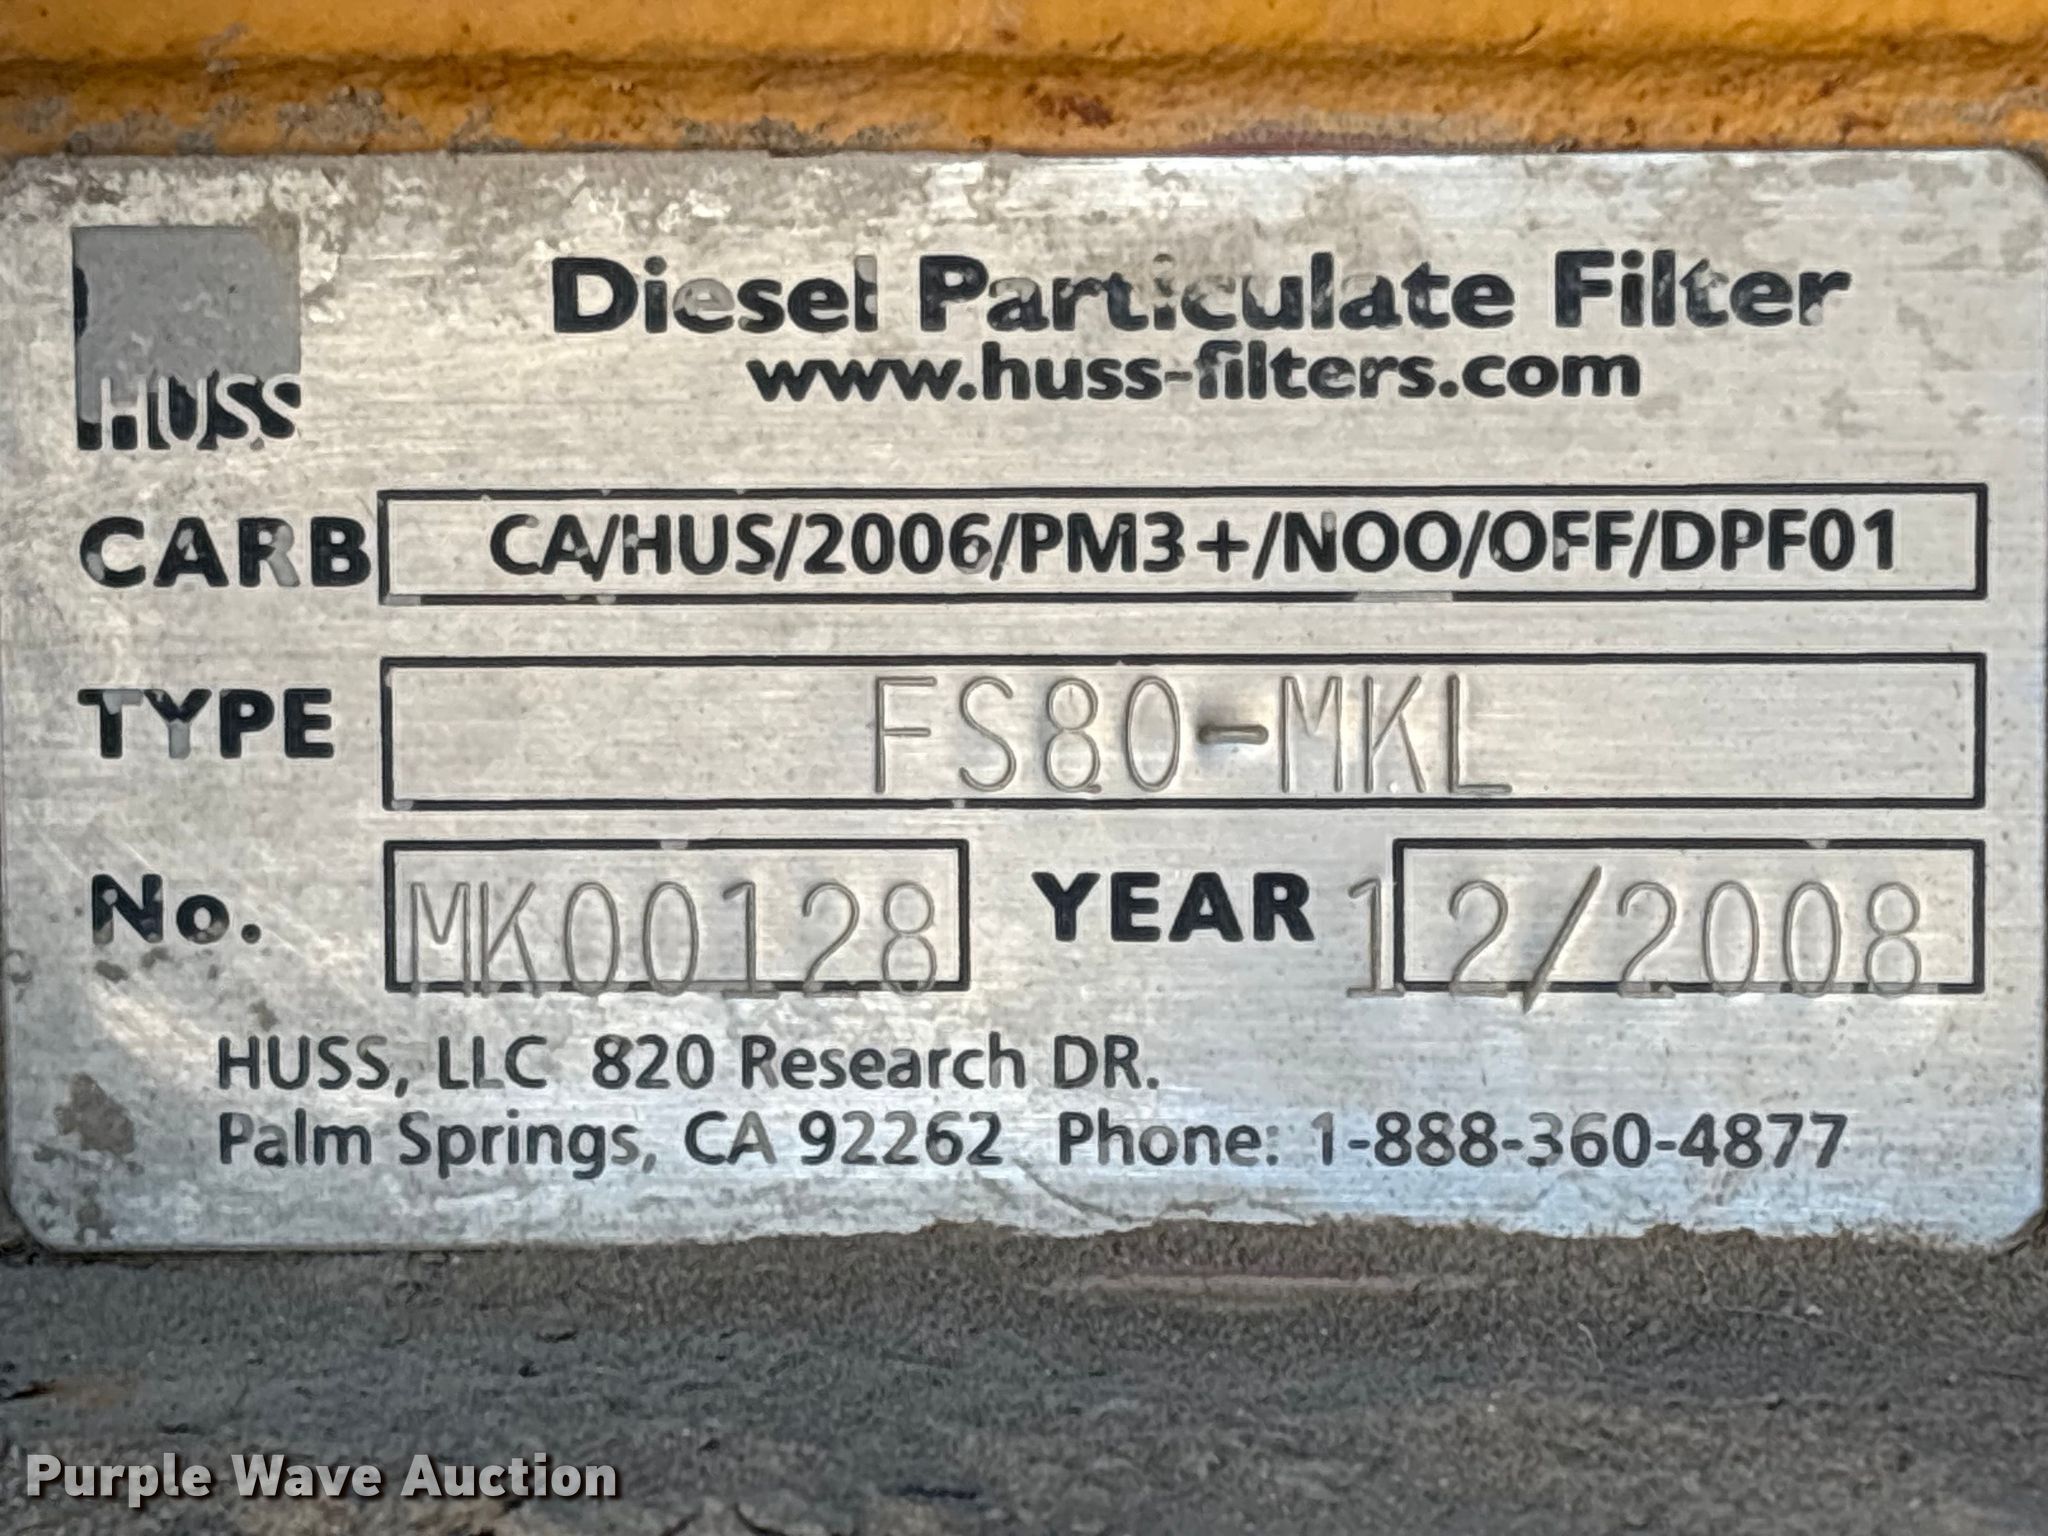 HUSS
Diesel Particulate Filter
www.huss-filters.com
CARB CA/HUS/2006/PM3+/NOO/OFF/DPF01
TYPE FS80-MKL
No. MK00128 YEAR 12/2008
HUSS, LLC 820 Research DR.
Palm Springs, CA 92262 Phone: 1-888-360-4877
Purple Wave Auction